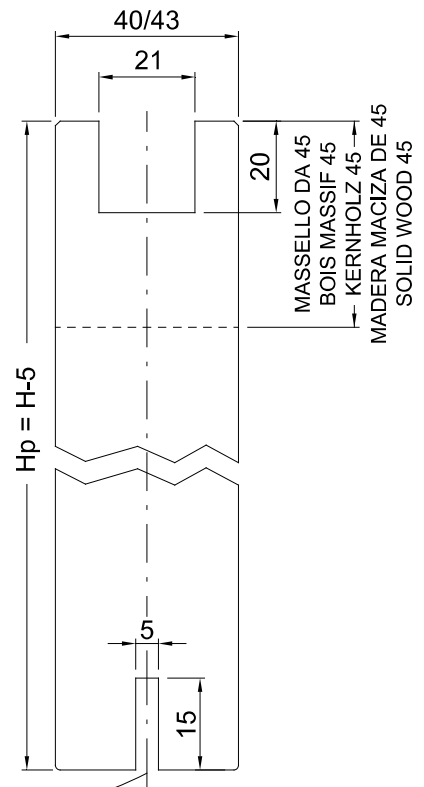 40/43
21
20
MASSELLO DA 45
BOIS MASSIF 45
KERNHOLZ 45
MADERA MACIZA DE 45
SOLID WOOD 45
Hp = H-5
5
15